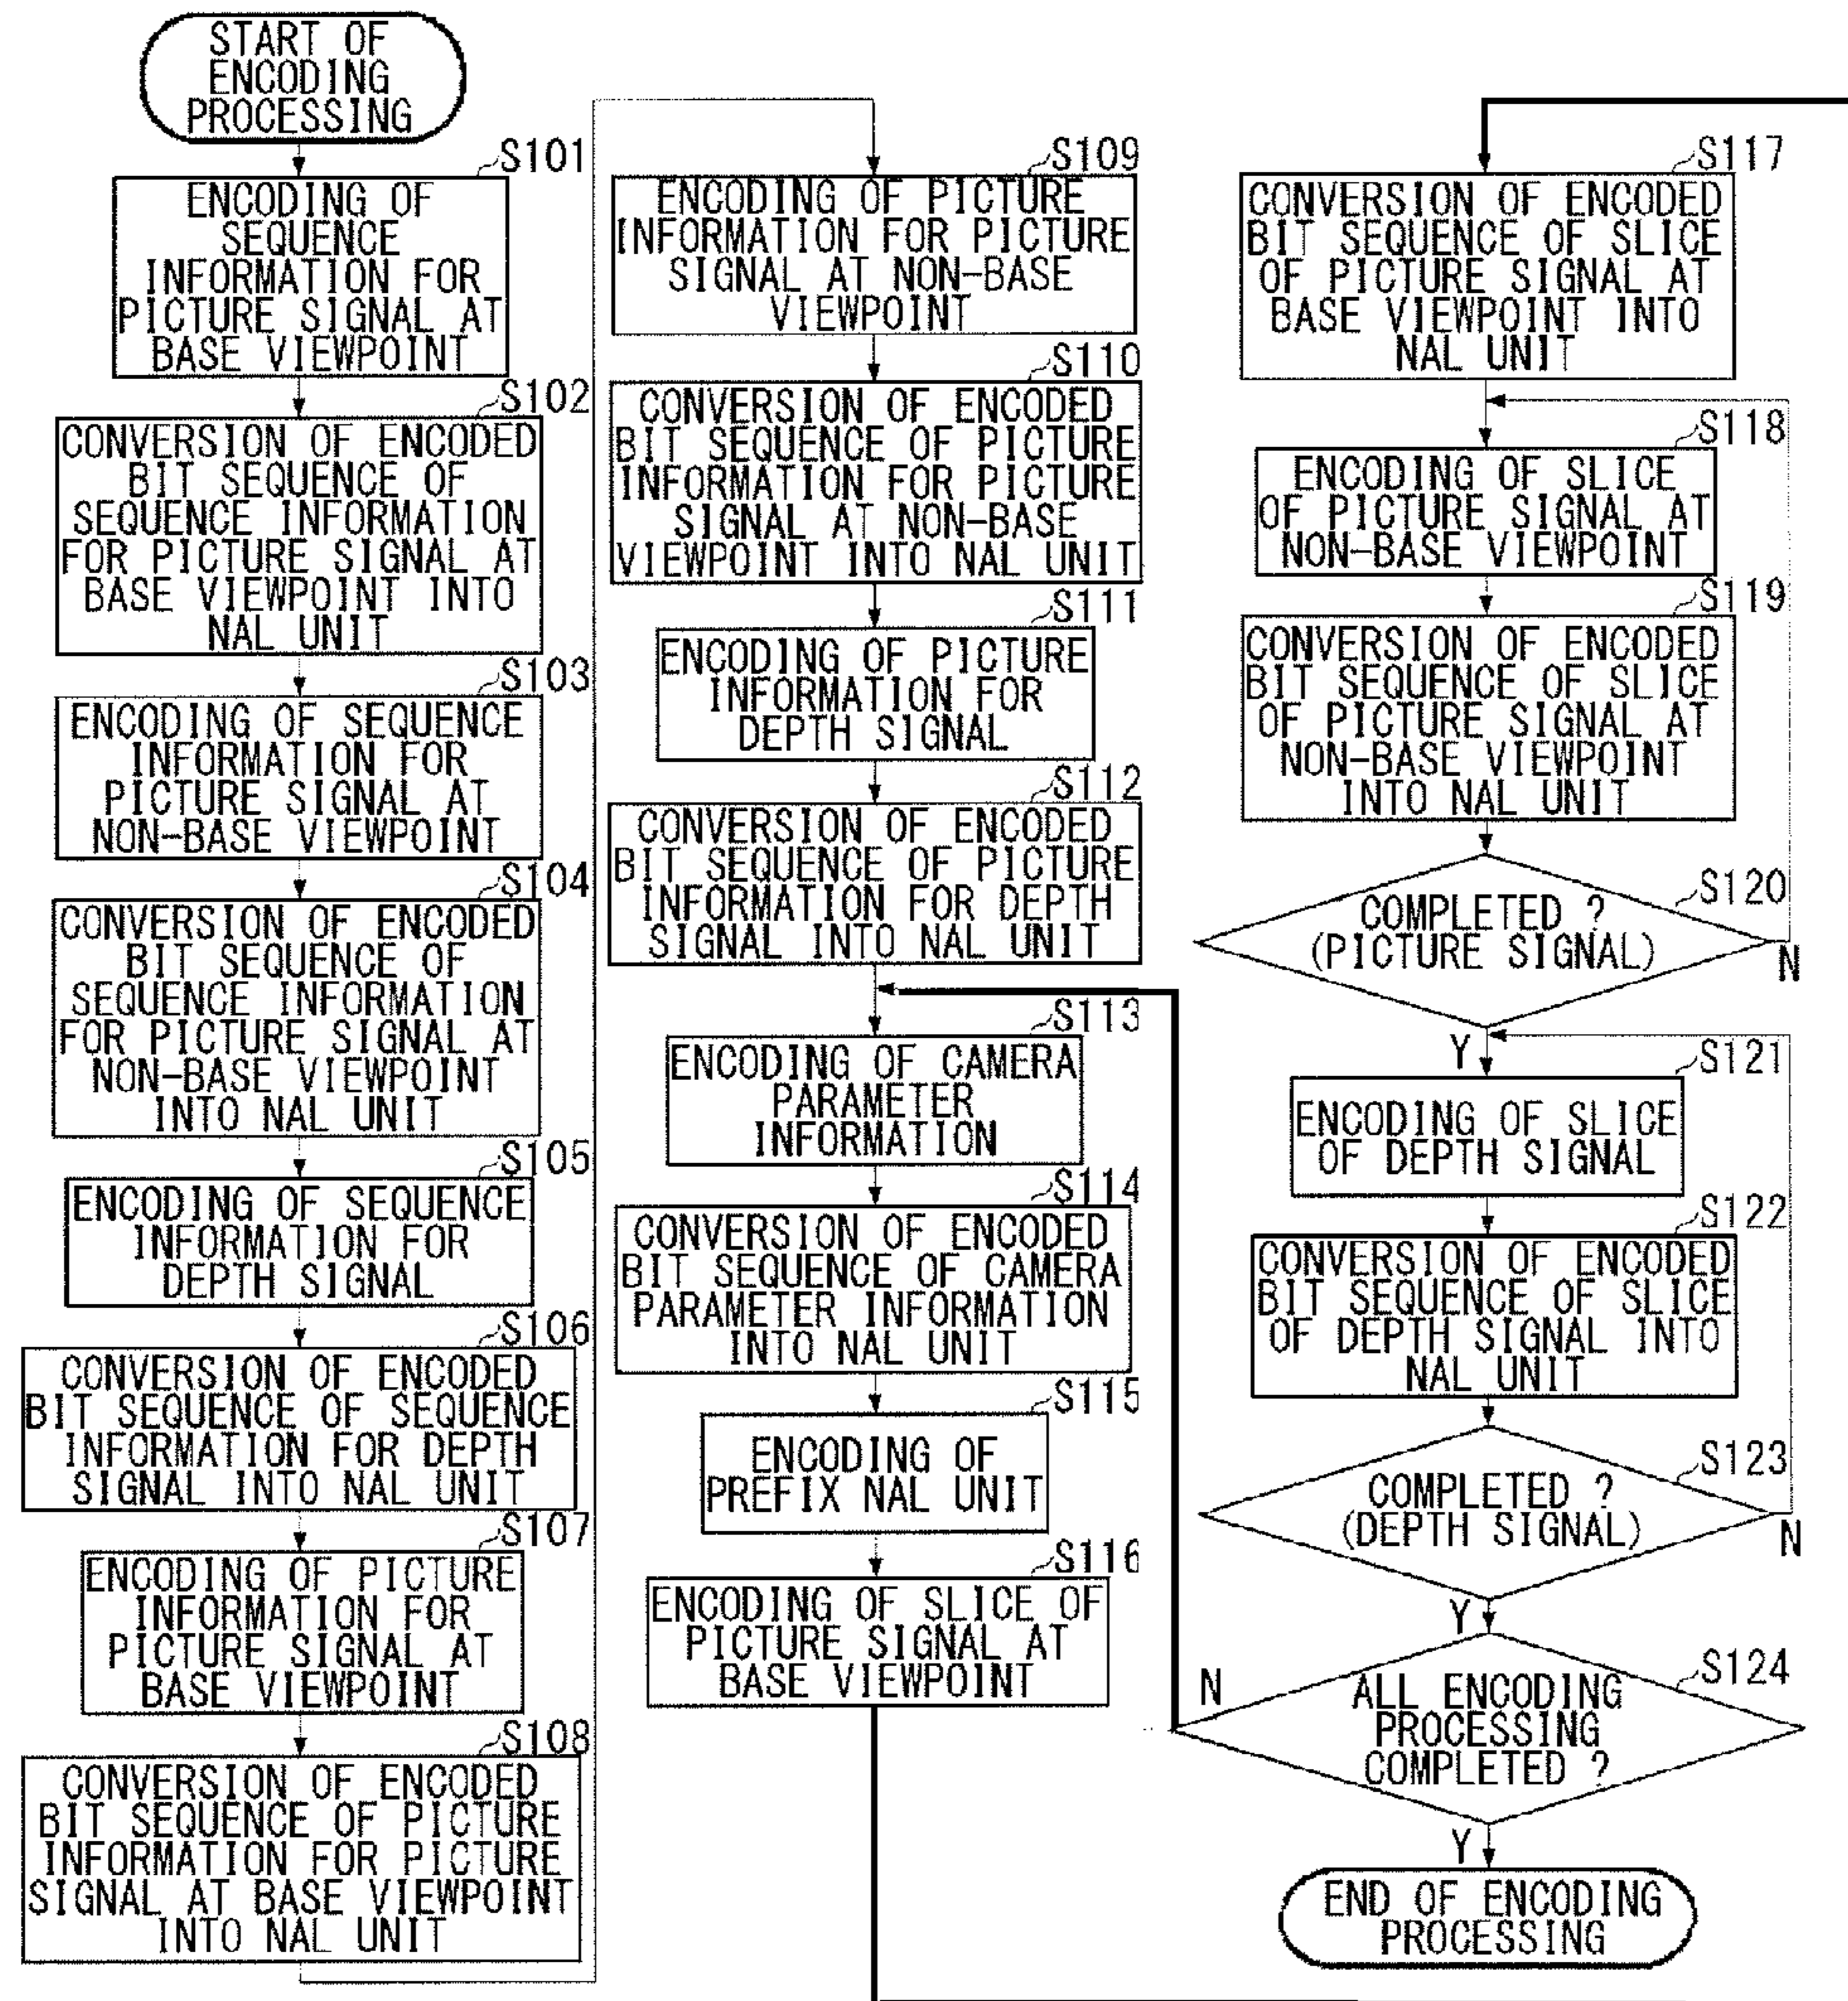 START OF
ENCODING
PROCESSING
S101
ENCODING OF
SEQUENCE
INFORMATION FOR
PICTURE SIGNAL AT
BASE VIEWPOINT
S102
CONVERSION OF ENCODED
BIT SEQUENCE OF
SEQUENCE INFORMATION
FOR PICTURE SIGNAL AT
BASE VIEWPOINT INTO
NAL UNIT
S103
ENCODING OF SEQUENCE
INFORMATION FOR
PICTURE SIGNAL AT
NON-BASE VIEWPOINT
S104
CONVERSION OF ENCODED
BIT SEQUENCE OF
SEQUENCE INFORMATION
FOR PICTURE SIGNAL AT
NON-BASE VIEWPOINT
INTO NAL UNIT
S105
ENCODING OF SEQUENCE
INFORMATION FOR
DEPTH SIGNAL
S106
CONVERSION OF ENCODED
BIT SEQUENCE OF SEQUENCE
INFORMATION FOR DEPTH
SIGNAL INTO NAL UNIT
S107
ENCODING OF PICTURE
INFORMATION FOR
PICTURE SIGNAL AT
BASE VIEWPOINT
S108
CONVERSION OF ENCODED
BIT SEQUENCE OF PICTURE
INFORMATION FOR PICTURE
SIGNAL AT BASE VIEWPOINT
INTO NAL UNIT
S109
ENCODING OF PICTURE
INFORMATION FOR PICTURE
SIGNAL AT NON-BASE
VIEWPOINT
S110
CONVERSION OF ENCODED
BIT SEQUENCE OF PICTURE
INFORMATION FOR PICTURE
SIGNAL AT NON-BASE
VIEWPOINT INTO NAL UNIT
S111
ENCODING OF PICTURE
INFORMATION FOR
DEPTH SIGNAL
S112
CONVERSION OF ENCODED
BIT SEQUENCE OF PICTURE
INFORMATION FOR DEPTH
SIGNAL INTO NAL UNIT
S113
ENCODING OF CAMERA
PARAMETER
INFORMATION
S114
CONVERSION OF ENCODED
BIT SEQUENCE OF CAMERA
PARAMETER INFORMATION
INTO NAL UNIT
S115
ENCODING OF
PREFIX NAL UNIT
S116
ENCODING OF SLICE OF
PICTURE SIGNAL AT
BASE VIEWPOINT
S117
CONVERSION OF ENCODED
BIT SEQUENCE OF SLICE
OF PICTURE SIGNAL AT
BASE VIEWPOINT INTO
NAL UNIT
S118
ENCODING OF SLICE
OF PICTURE SIGNAL AT
NON-BASE VIEWPOINT
S119
CONVERSION OF ENCODED
BIT SEQUENCE OF SLICE
OF PICTURE SIGNAL AT
NON-BASE VIEWPOINT
INTO NAL UNIT
S120
COMPLETED ?
(PICTURE SIGNAL)
N
Y
S121
ENCODING OF SLICE
OF DEPTH SIGNAL
S122
CONVERSION OF ENCODED
BIT SEQUENCE OF SLICE
OF DEPTH SIGNAL INTO
NAL UNIT
S123
COMPLETED ?
(DEPTH SIGNAL)
N
Y
S124
N
ALL ENCODING
PROCESSING
COMPLETED ?
Y
END OF ENCODING
PROCESSING